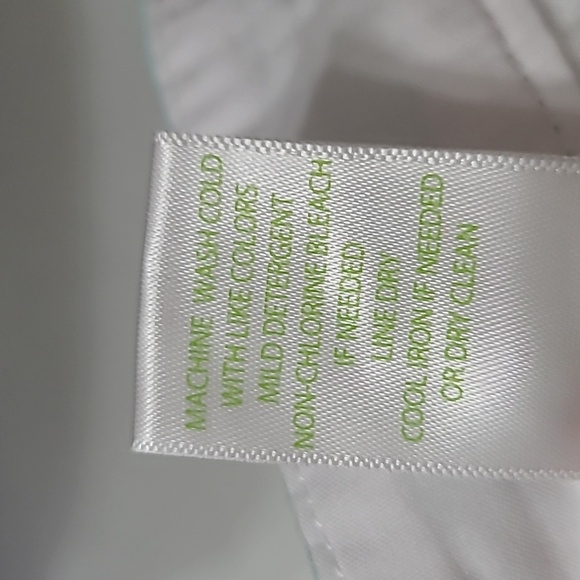 MACHINE WASH COLD
WITH LIKE COLORS
MILD DETERGENT
NON-CHLORINE BLEACH
IF NEEDED
LINE DRY
COOL IRON IF NEEDED
OR DRY CLEAN